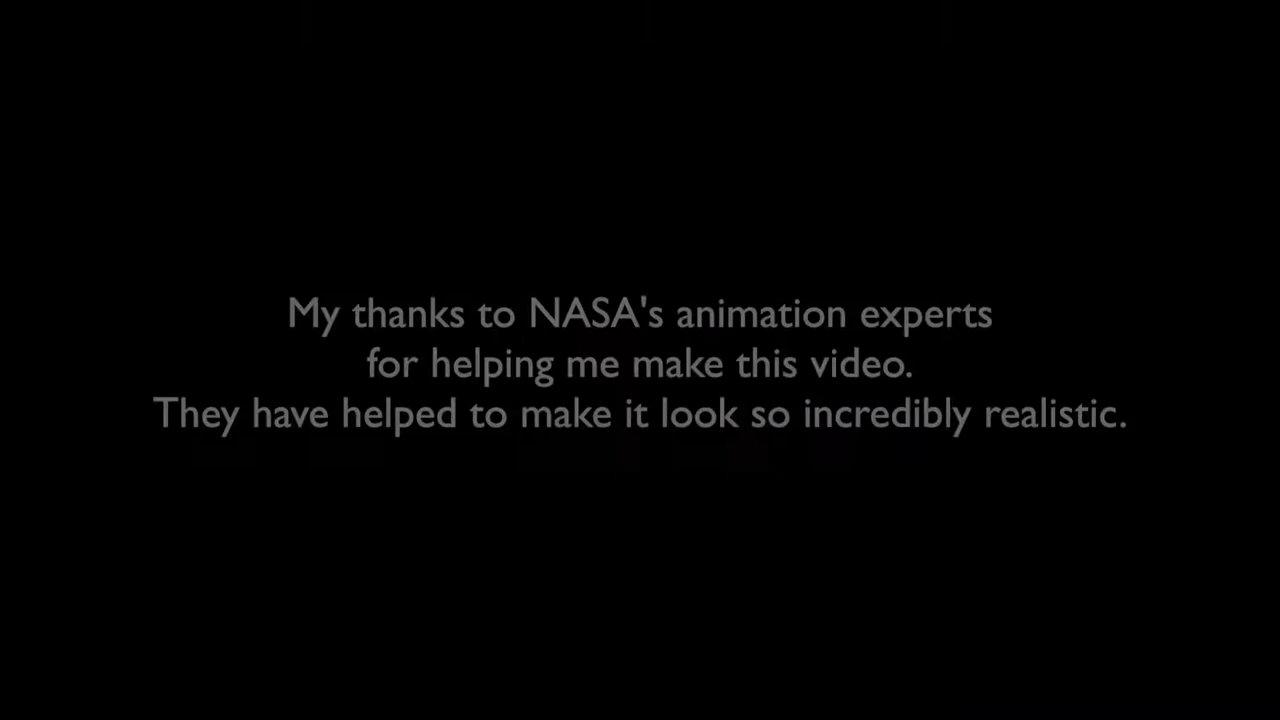 My thanks to NASA's animation experts
for helping me make this video.
They have helped to make it look so incredibly realistic.